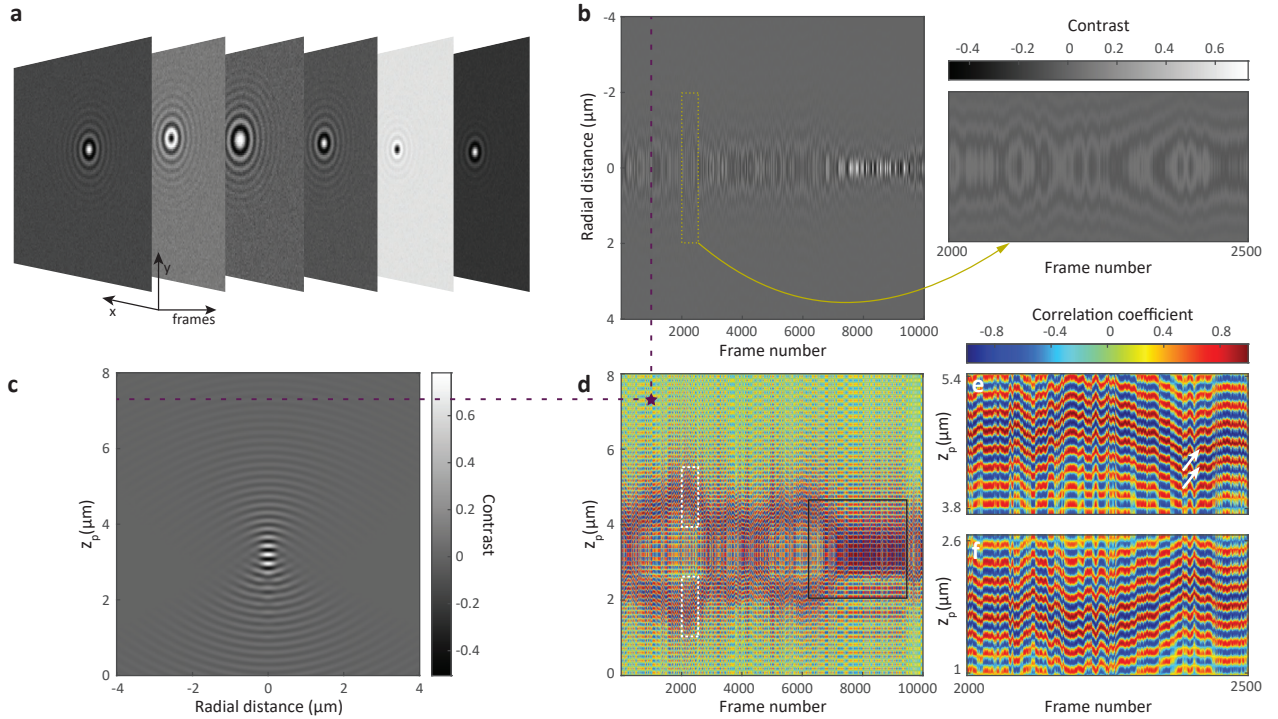 a
y
x
frames
b
-4
-2
0
2
4
Radial distance (µm)
2000 4000 6000 8000 10000
Frame number
Contrast
-0.4 -0.2 0 0.2 0.4 0.6
2000 2500
Frame number
c
8
6
4
2
0
z_p (µm)
-4 -2 0 2 4
Radial distance (µm)
0.6
0.4
0.2
0
-0.2
-0.4
Contrast
d
8
6
4
2
0
z_p (µm)
2000 4000 6000 8000 10000
Frame number
Correlation coefficient
-0.8 -0.4 0 0.4 0.8
e
5.4
3.8
z_p (µm)
f
2.6
1
z_p (µm)
2000 2500
Frame number